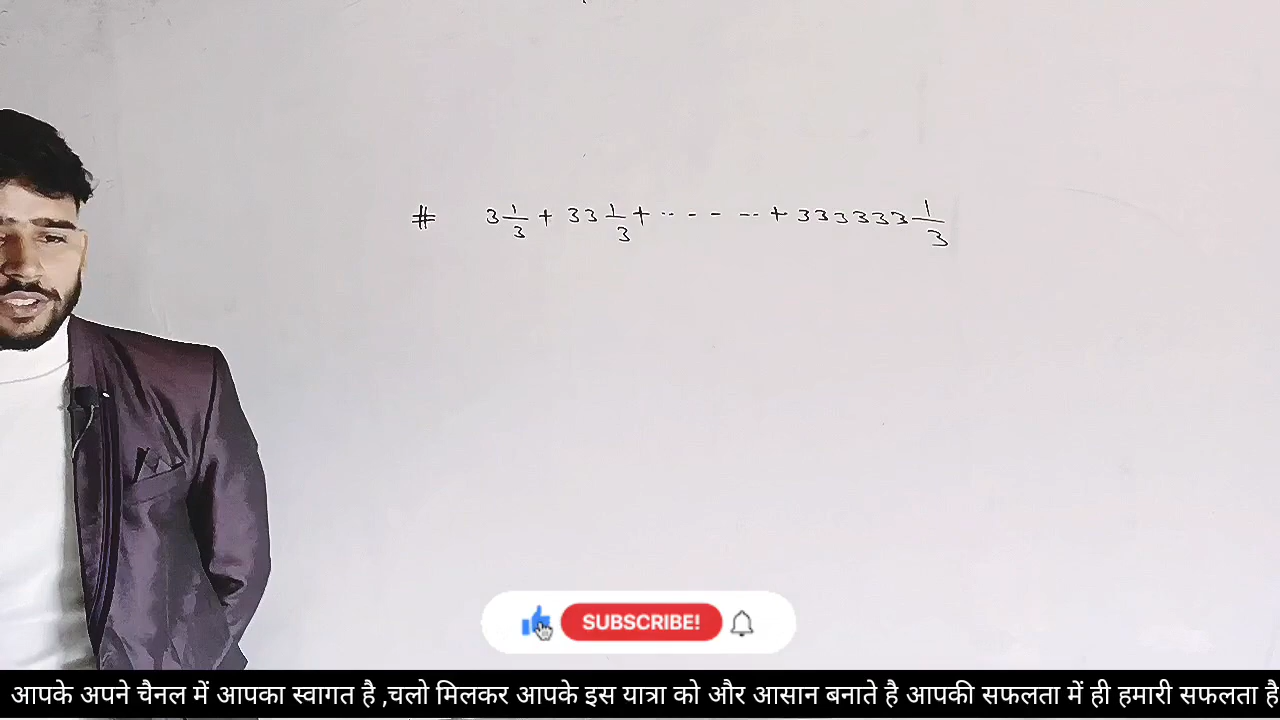 # 3 1/3 + 33 1/3 + ------ + 333333 1/3
SUBSCRIBE!
आपके अपने चैनल में आपका स्वागत है ,चलो मिलकर आपके इस यात्रा को और आसान बनाते है आपकी सफलता में ही हमारी सफलता है